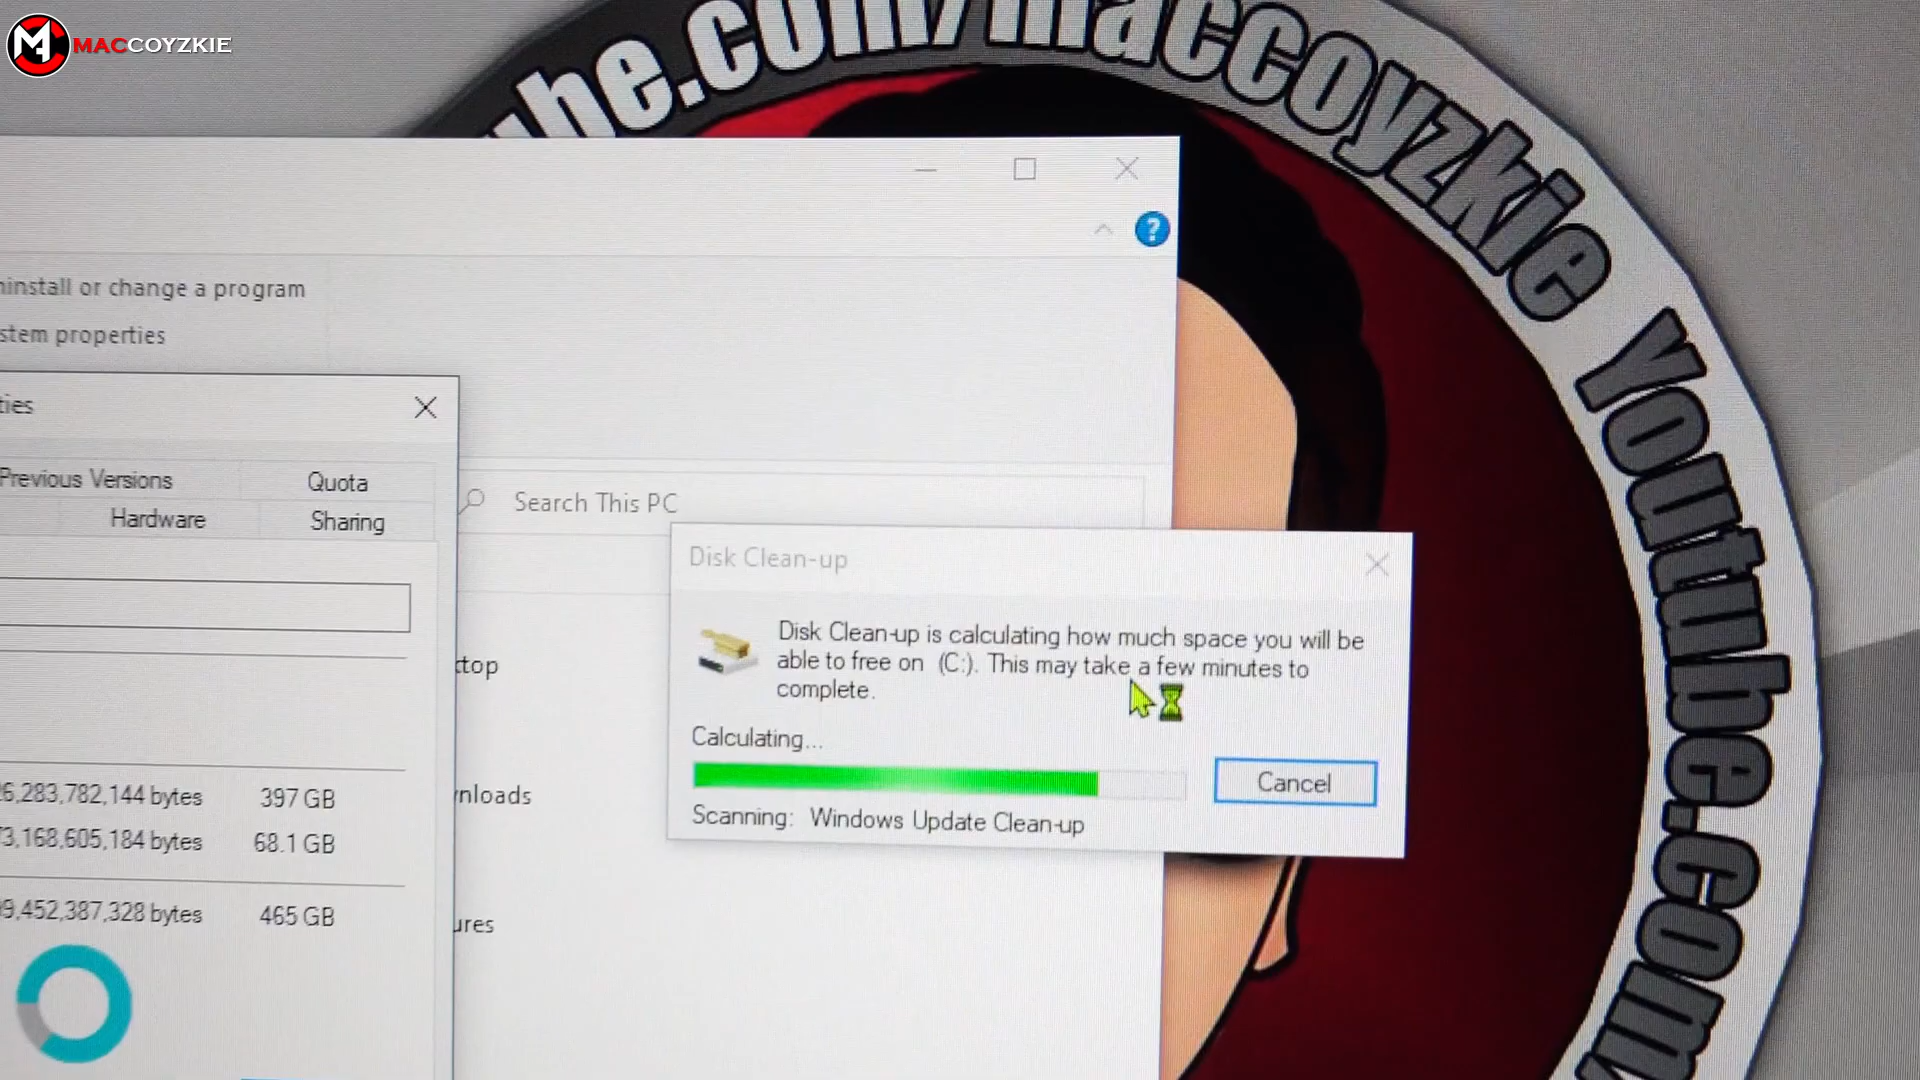 MACCOYZKIE
ube.com/maccoyzkie Youtube.com/
ninstall or change a program
stem properties
ties
Previous Versions
Quota
Hardware
Sharing
Search This PC
Disk Clean-up
Disk Clean-up is calculating how much space you will be
able to free on (C:). This may take a few minutes to
complete.
Calculating...
Cancel
Scanning: Windows Update Clean-up
ktop
nloads
ures
6,283,782,144 bytes 397 GB
3,168,605,184 bytes 68.1 GB
9,452,387,328 bytes 465 GB